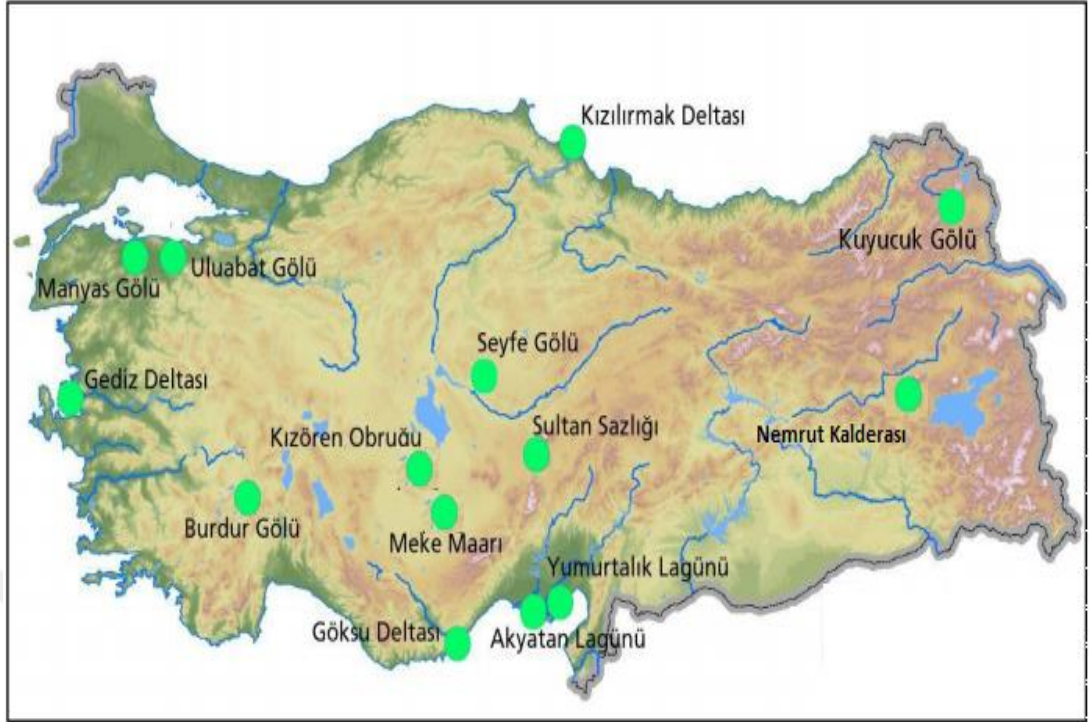 Kızılırmak Deltası
Kuyucuk Gölü
Uluabat Gölü
Manyas Gölü
Seyfe Gölü
Gediz Deltası
Sultan Sazlığı
Kızören Obruğu
Nemrut Kalderası
Burdur Gölü
Meke Maarı
Yumurtalık Lagünü
Göksu Deltası
Akyatan Lagünü